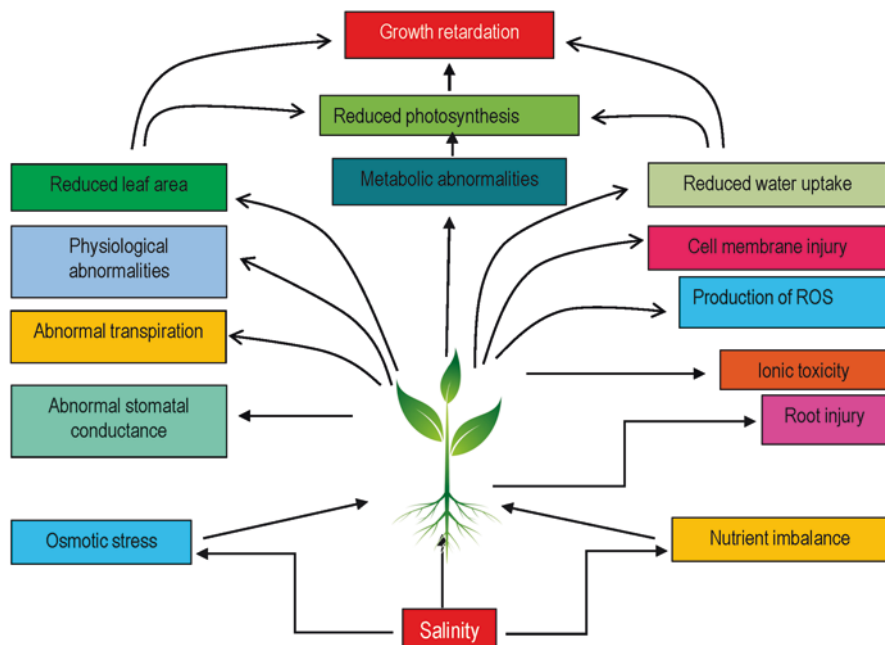 Growth retardation
Reduced photosynthesis
Reduced leaf area
Metabolic abnormalities
Reduced water uptake
Physiological
abnormalities
Cell membrane injury
Production of ROS
Abnormal transpiration
Ionic toxicity
Abnormal stomatal
conductance
Root injury
Osmotic stress
Nutrient imbalance
Salinity